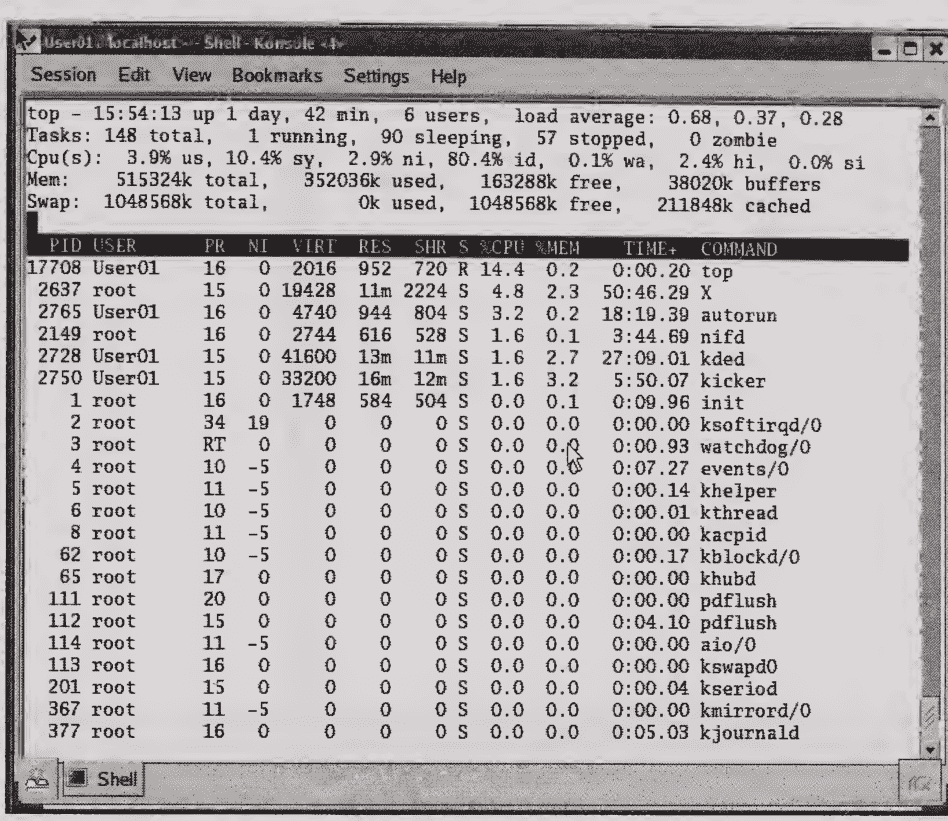 User01 : localhost - Shell - Konsole <4>
Session Edit View Bookmarks Settings Help
top - 15:54:13 up 1 day, 42 min, 6 users, load average: 0.68, 0.37, 0.28
Tasks: 148 total, 1 running, 90 sleeping, 57 stopped, 0 zombie
Cpu(s): 3.9% us, 10.4% sy, 2.9% ni, 80.4% id, 0.1% wa, 2.4% hi, 0.0% si
Mem: 515324k total, 352036k used, 163288k free, 38020k buffers
Swap: 1048568k total, 0k used, 1048568k free, 211848k cached
PID USER PR NI VIRT RES SHR S %CPU %MEM TIME+ COMMAND
17708 User01 16 0 2016 952 720 R 14.4 0.2 0:00.20 top
2637 root 15 0 19428 11m 2224 S 4.8 2.3 50:46.29 X
2765 User01 16 0 4740 944 804 S 3.2 0.2 18:19.39 autorun
2149 root 16 0 2744 616 528 S 1.6 0.1 3:44.69 nifd
2728 User01 15 0 41600 13m 11m S 1.6 2.7 27:09.01 kded
2750 User01 15 0 33200 16m 12m S 1.6 3.2 5:50.07 kicker
1 root 16 0 1748 584 504 S 0.0 0.1 0:09.96 init
2 root 34 19 0 0 0 S 0.0 0.0 0:00.00 ksoftirqd/0
3 root RT 0 0 0 0 S 0.0 0.0 0:00.93 watchdog/0
4 root 10 -5 0 0 0 S 0.0 0.0 0:07.27 events/0
5 root 11 -5 0 0 0 S 0.0 0.0 0:00.14 khelper
6 root 10 -5 0 0 0 S 0.0 0.0 0:00.01 kthread
8 root 11 -5 0 0 0 S 0.0 0.0 0:00.00 kacpid
62 root 10 -5 0 0 0 S 0.0 0.0 0:00.17 kblockd/0
65 root 17 0 0 0 0 S 0.0 0.0 0:00.00 khubd
111 root 20 0 0 0 0 S 0.0 0.0 0:00.00 pdflush
112 root 15 0 0 0 0 S 0.0 0.0 0:04.10 pdflush
114 root 11 -5 0 0 0 S 0.0 0.0 0:00.00 aio/0
113 root 16 0 0 0 0 S 0.0 0.0 0:00.00 kswapd0
201 root 15 0 0 0 0 S 0.0 0.0 0:00.04 kseriod
367 root 11 -5 0 0 0 S 0.0 0.0 0:00.00 kmirrord/0
377 root 16 0 0 0 0 S 0.0 0.0 0:05.03 kjournald
Shell